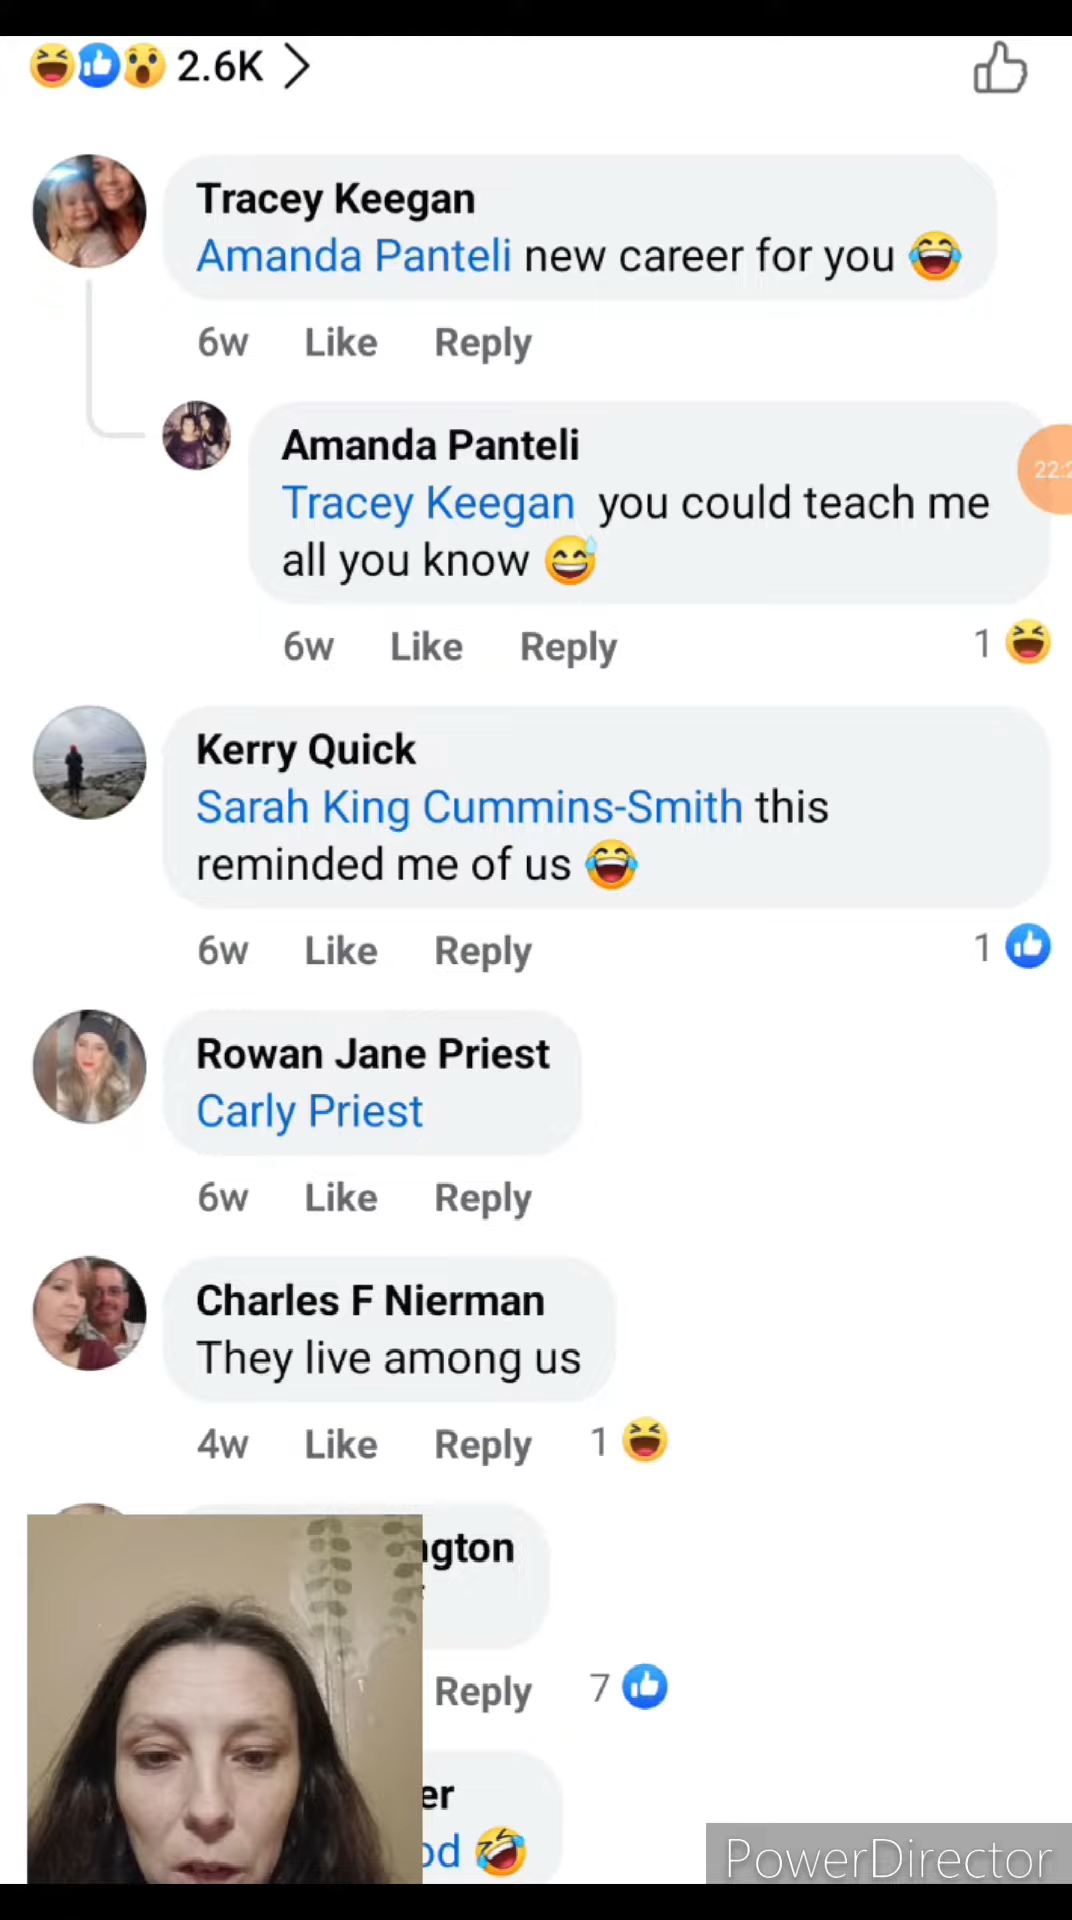 2.6K
Tracey Keegan
Amanda Panteli new career for you 😂
6w Like Reply
Amanda Panteli
Tracey Keegan you could teach me
all you know 😅
6w Like Reply 1
Kerry Quick
Sarah King Cummins-Smith this
reminded me of us 😂
6w Like Reply 1
Rowan Jane Priest
Carly Priest
6w Like Reply
Charles F Nierman
They live among us
4w Like Reply 1
Reply 7
🤣
PowerDirector